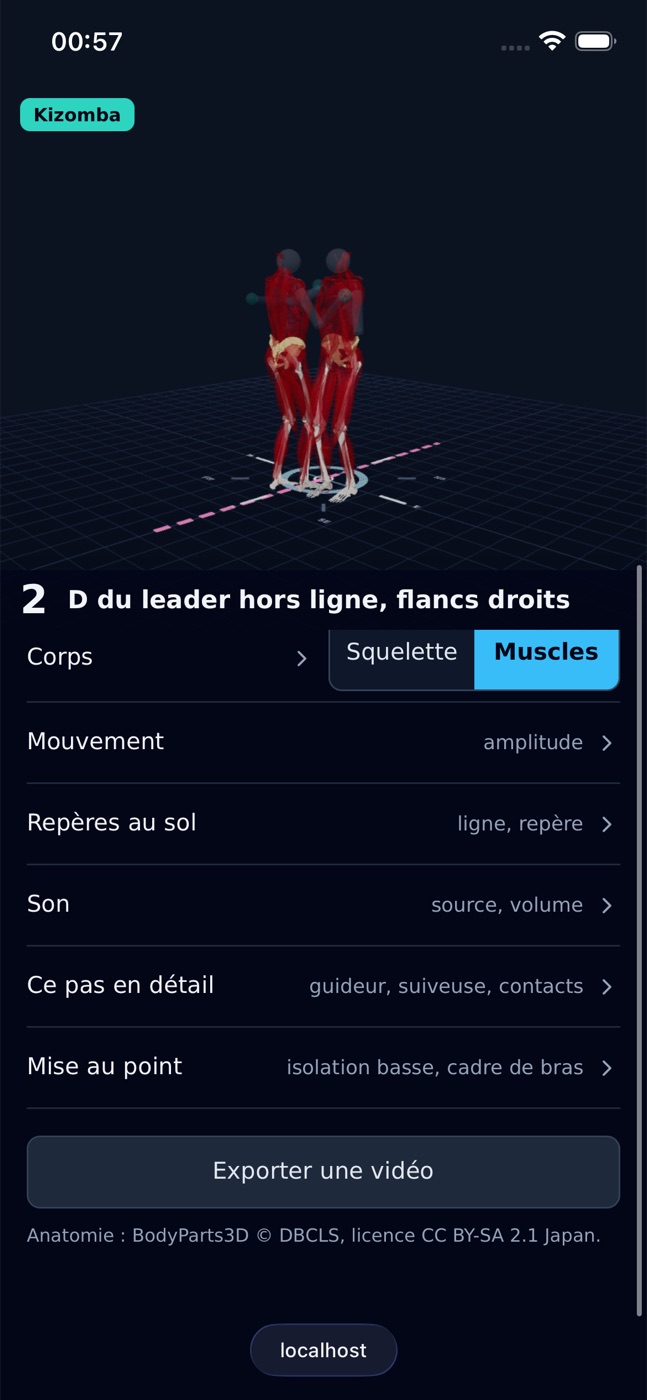 00:57
Kizomba
2 D du leader hors ligne, flancs droits
Corps Squelette Muscles
Mouvement amplitude
Repères au sol ligne, repère
Son source, volume
Ce pas en détail guideur, suiveuse, contacts
Mise au point isolation basse, cadre de bras
Exporter une vidéo
Anatomie : BodyParts3D © DBCLS, licence CC BY-SA 2.1 Japan.
localhost